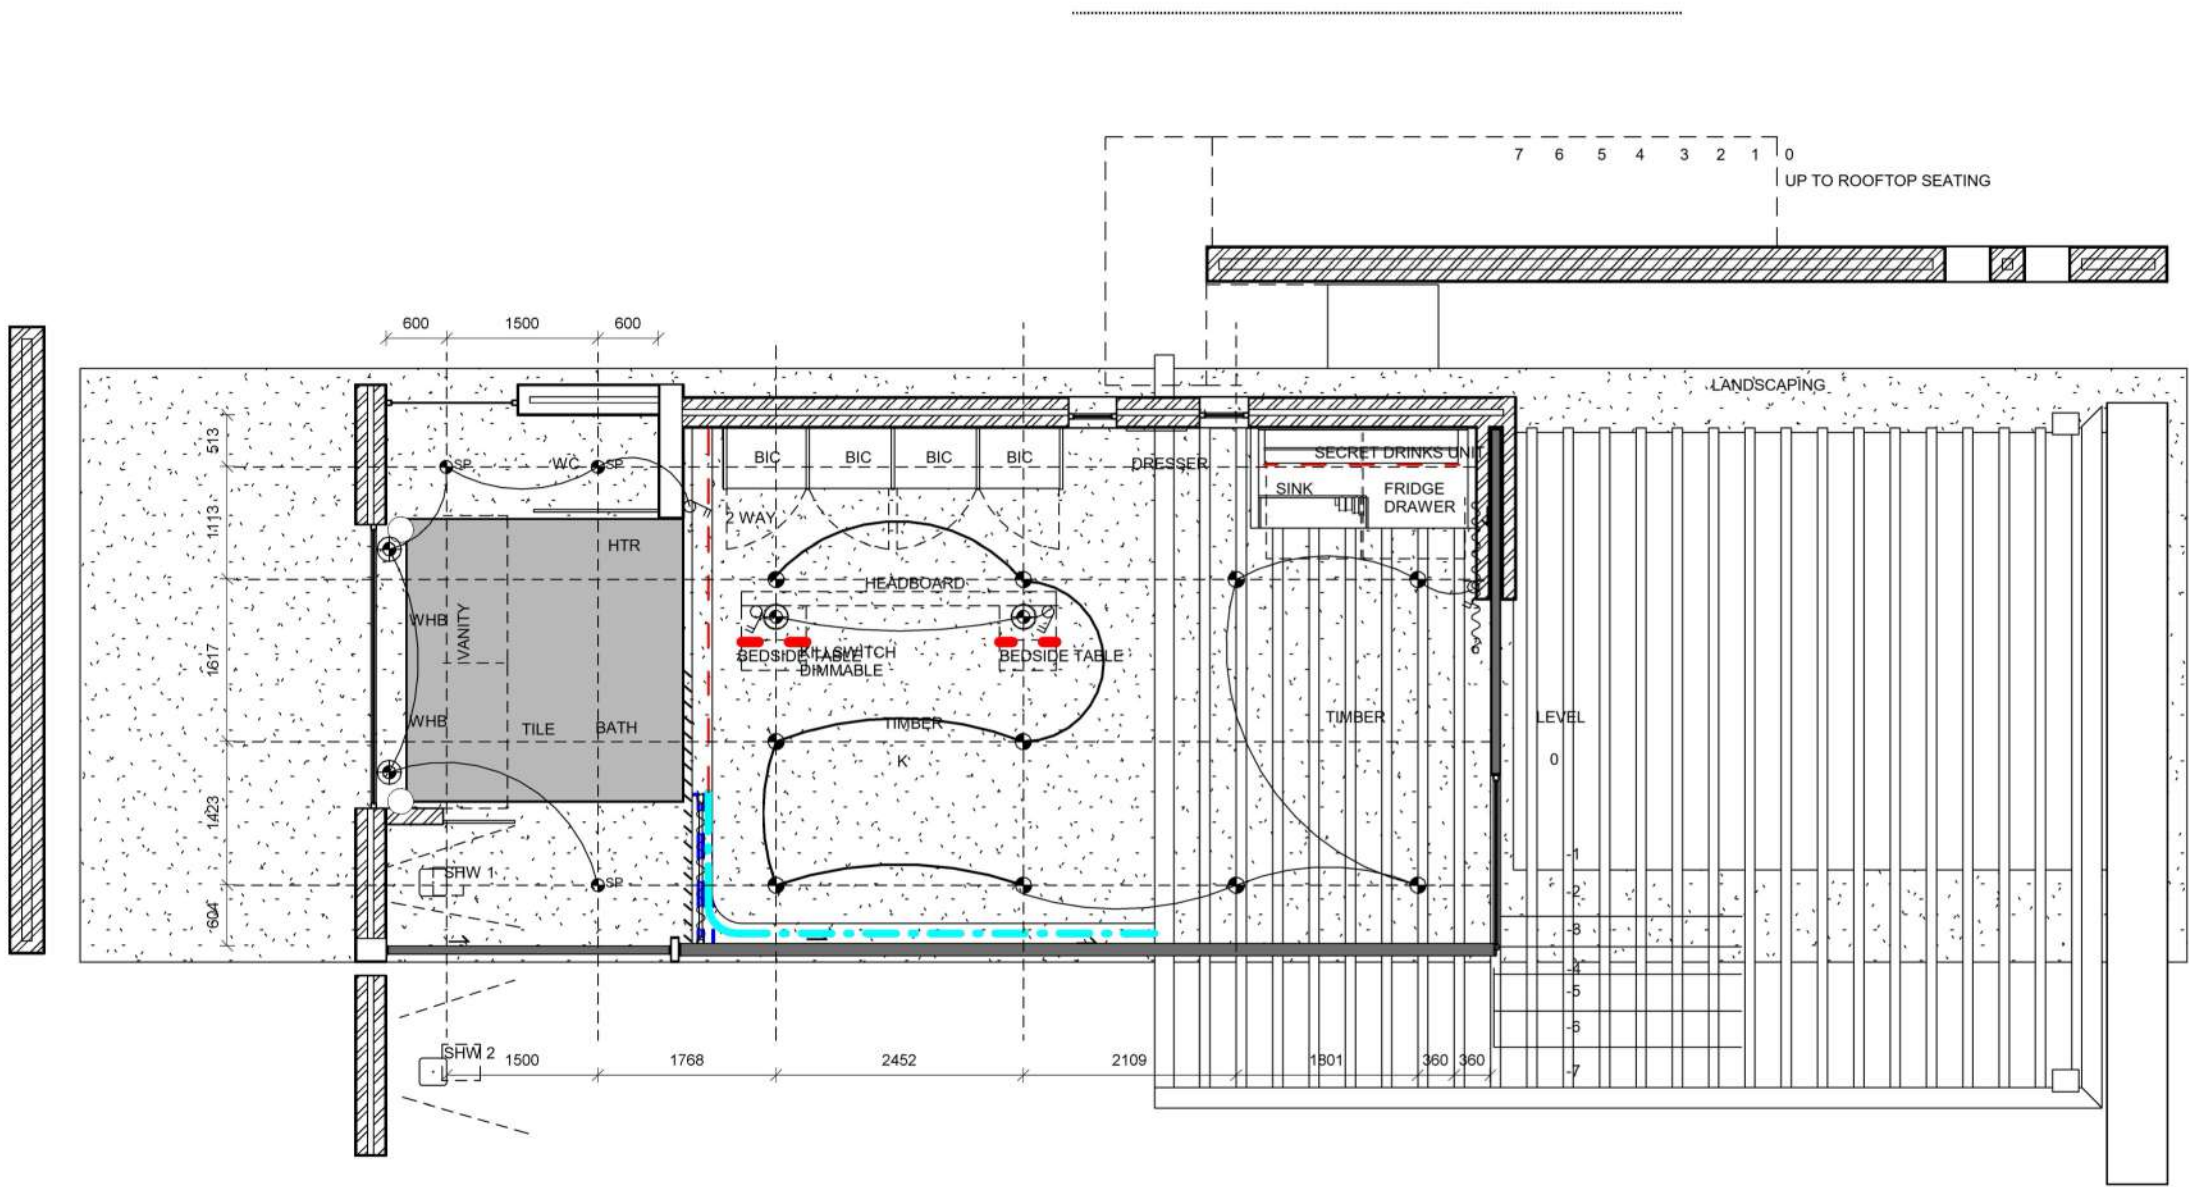 7 6 5 4 3 2 1 0
UP TO ROOFTOP SEATING
600 1500 600
LANDSCAPING
513
1113
1617
1423
604
SP
WC
SP
BIC
BIC
BIC
BIC
DRESSER
SECRET DRINKS UNIT
SINK
FRIDGE
DRAWER
2 WAY
HTR
HEADBOARD
WHB
VANITY
BEDSIDE TABLE
KILLSWITCH
DIMMABLE
BEDSIDE TABLE
WHB
TILE
BATH
TIMBER
K
TIMBER
LEVEL
0
-1
-2
-3
-4
-5
-6
-7
SHW 1
SP
SHW 2
1500 1768 2452 2109 1801 360 360